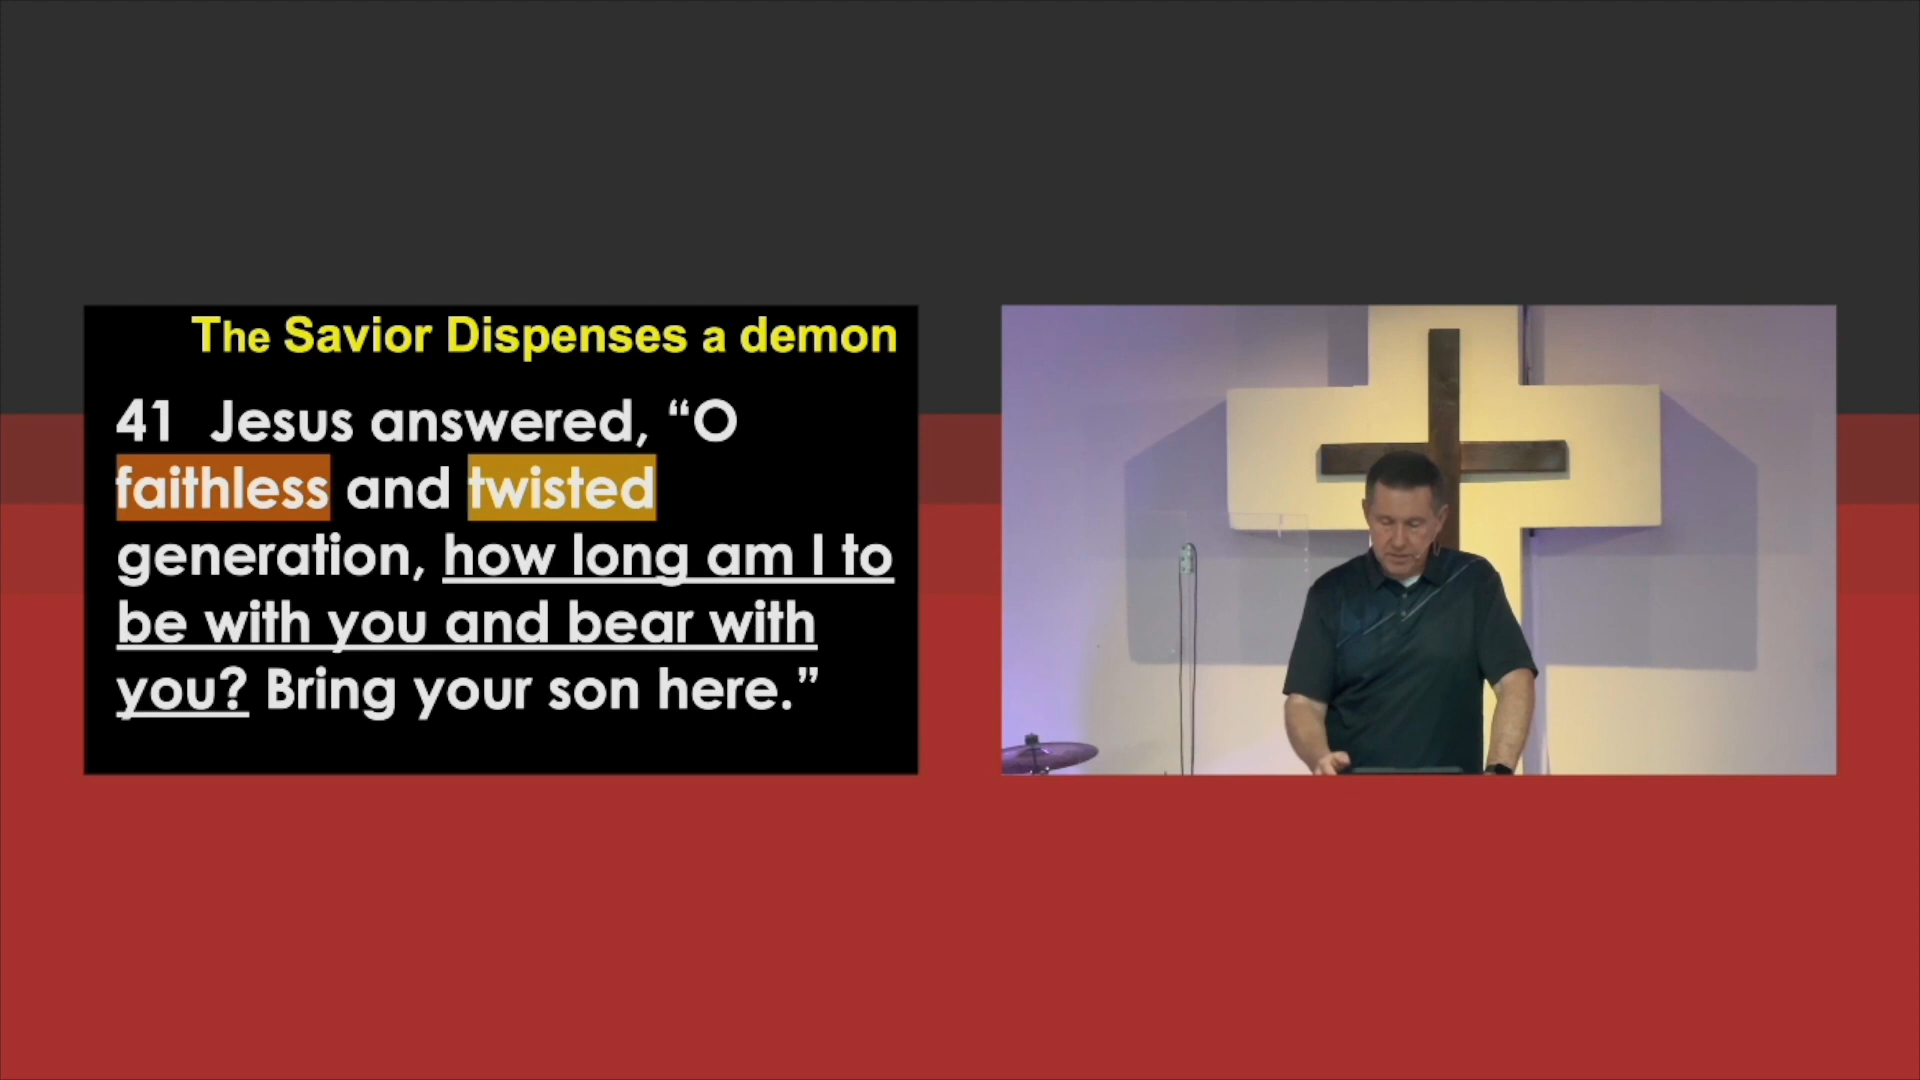 The Savior Dispenses a demon
41 Jesus answered, “O
faithless and twisted
generation, how long am I to
be with you and bear with
you? Bring your son here.”